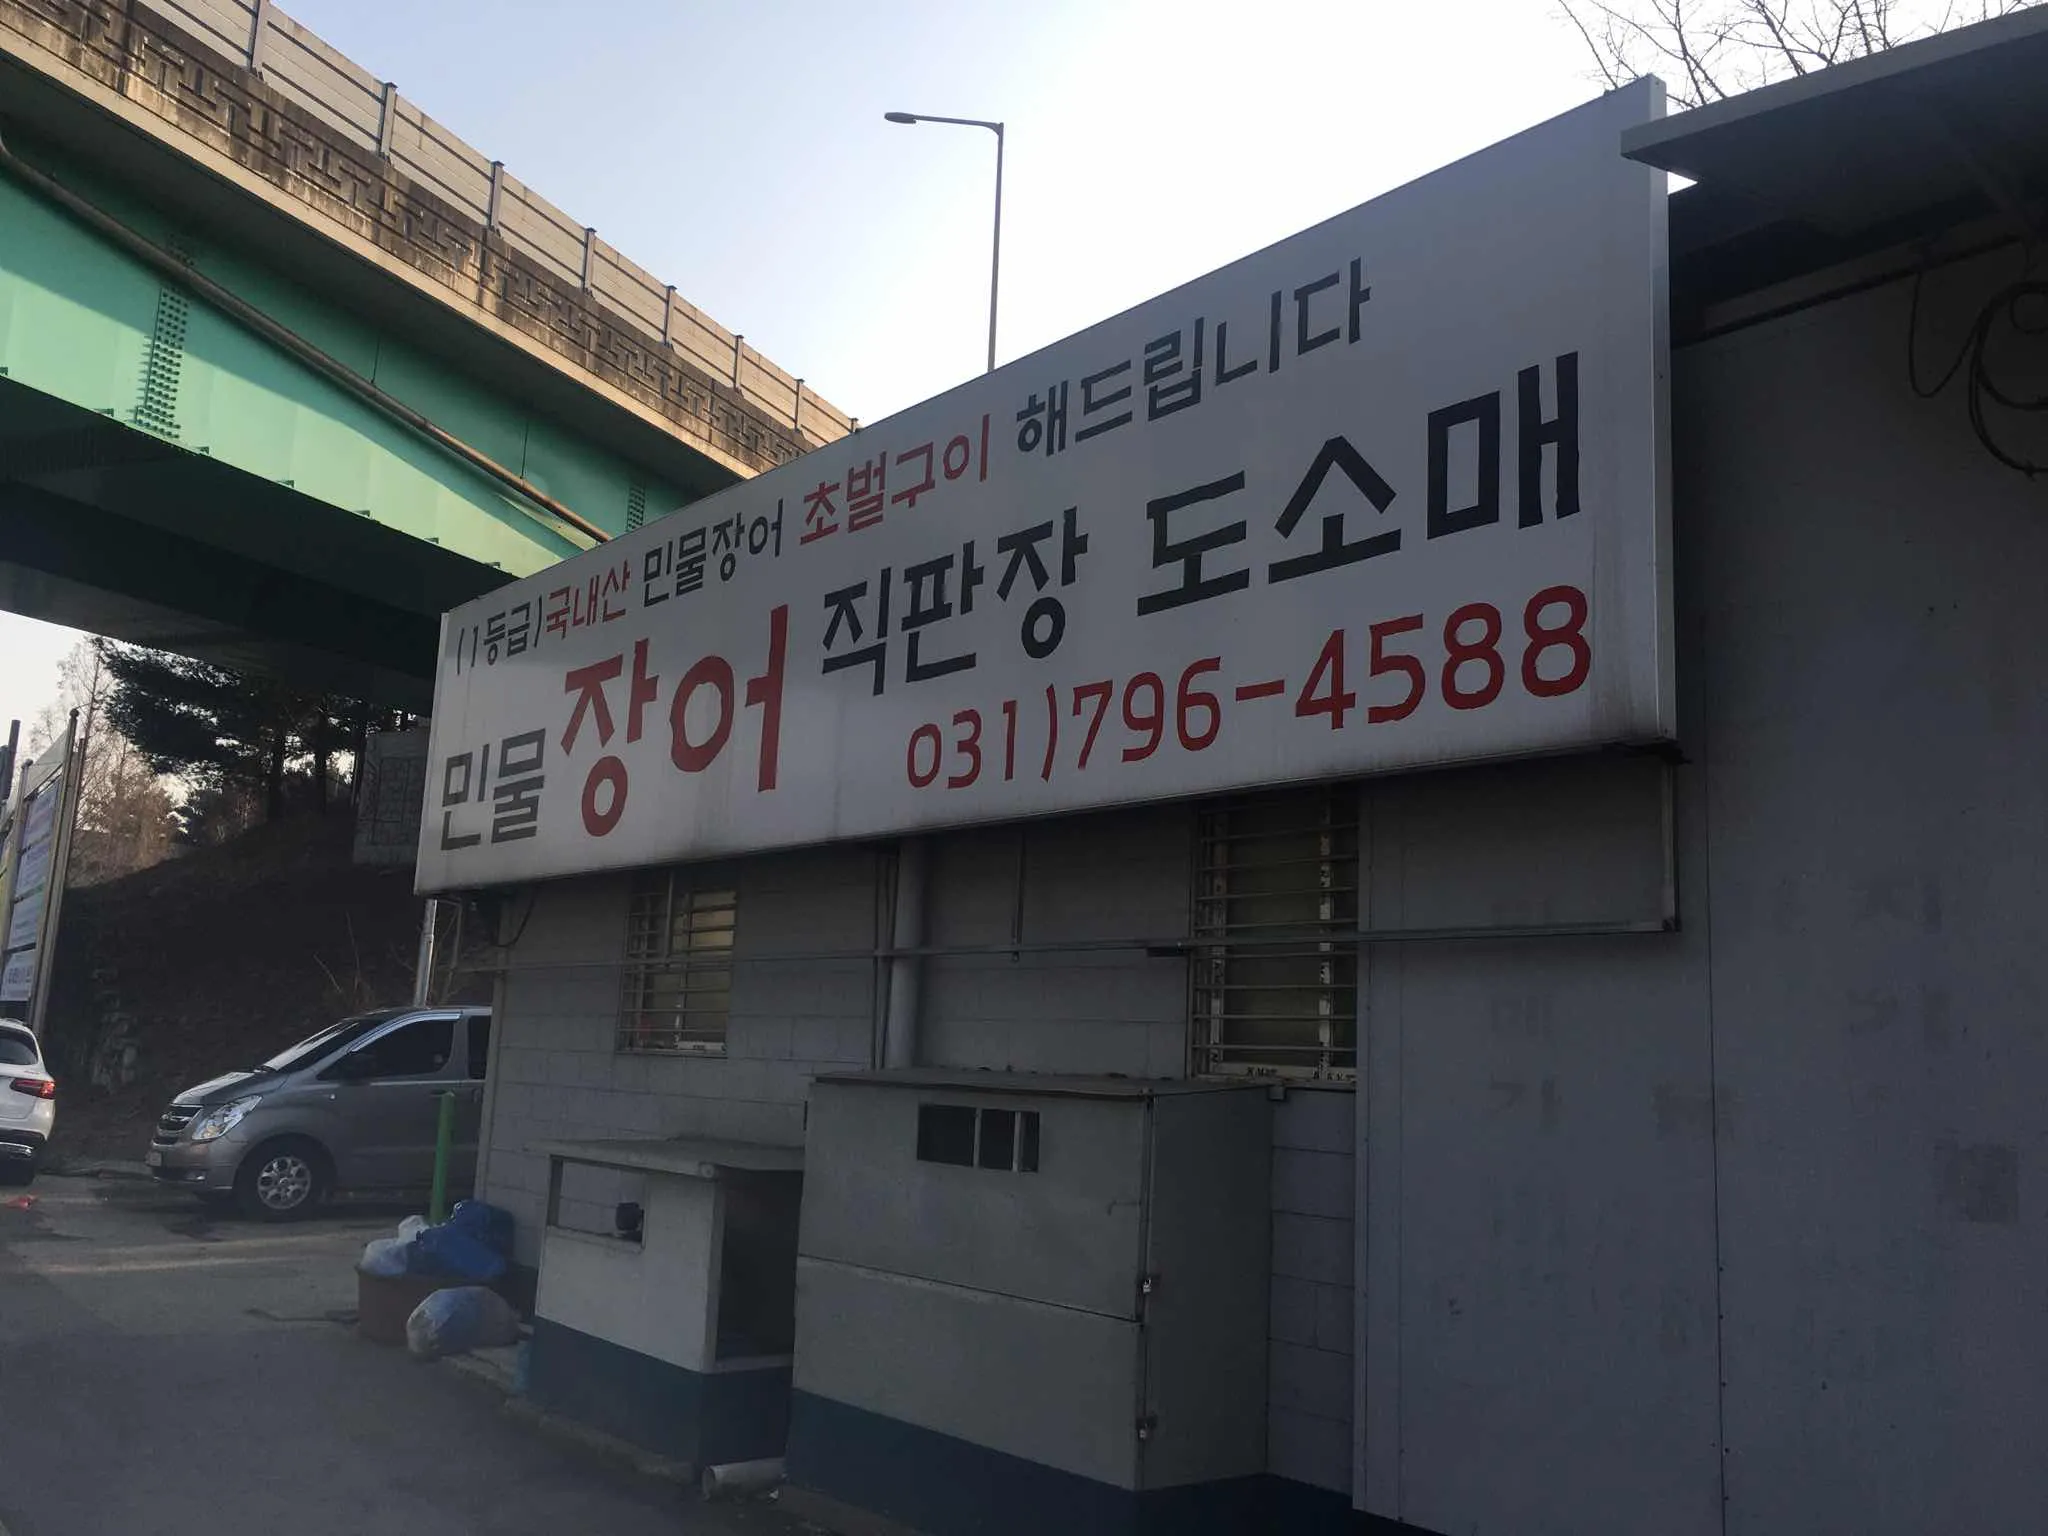 (1등급)국내산 민물장어 초벌구이 해드립니다
민물장어 직판장 도소매
031)796-4588